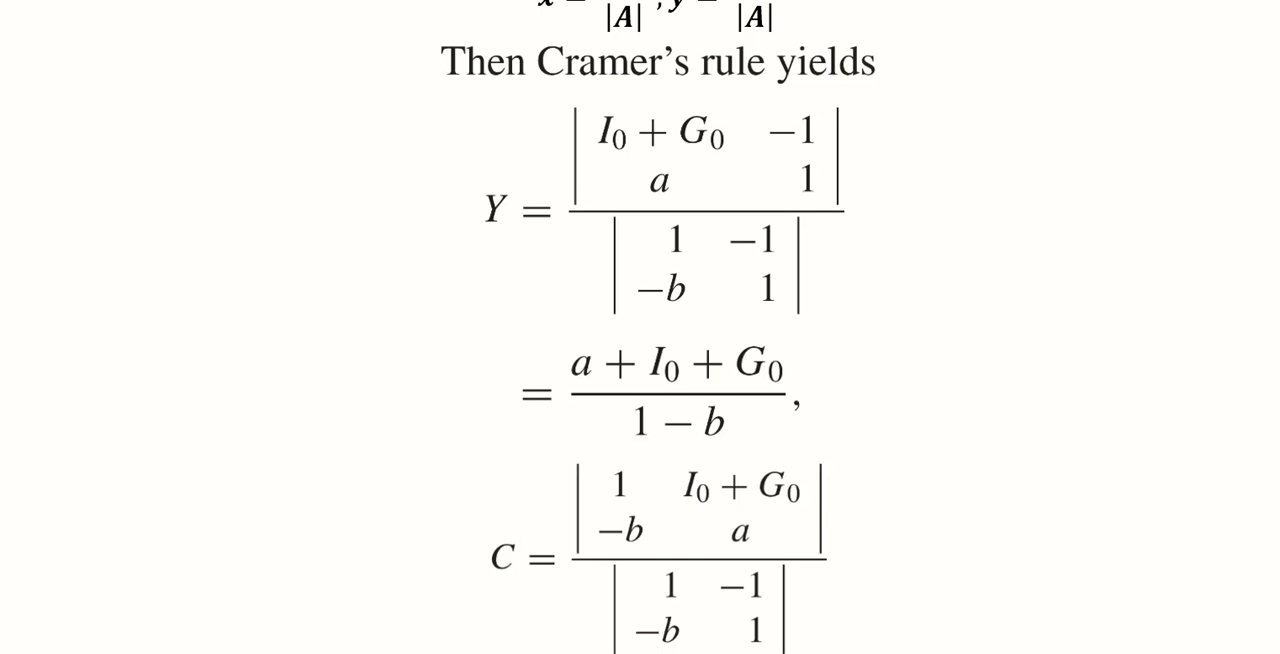 |A| , y = |A|
Then Cramer's rule yields
I₀ + G₀ −1
a 1
Y =
1 −1
−b 1
a + I₀ + G₀
=
1 − b ,
1 I₀ + G₀
−b a
C =
1 −1
−b 1